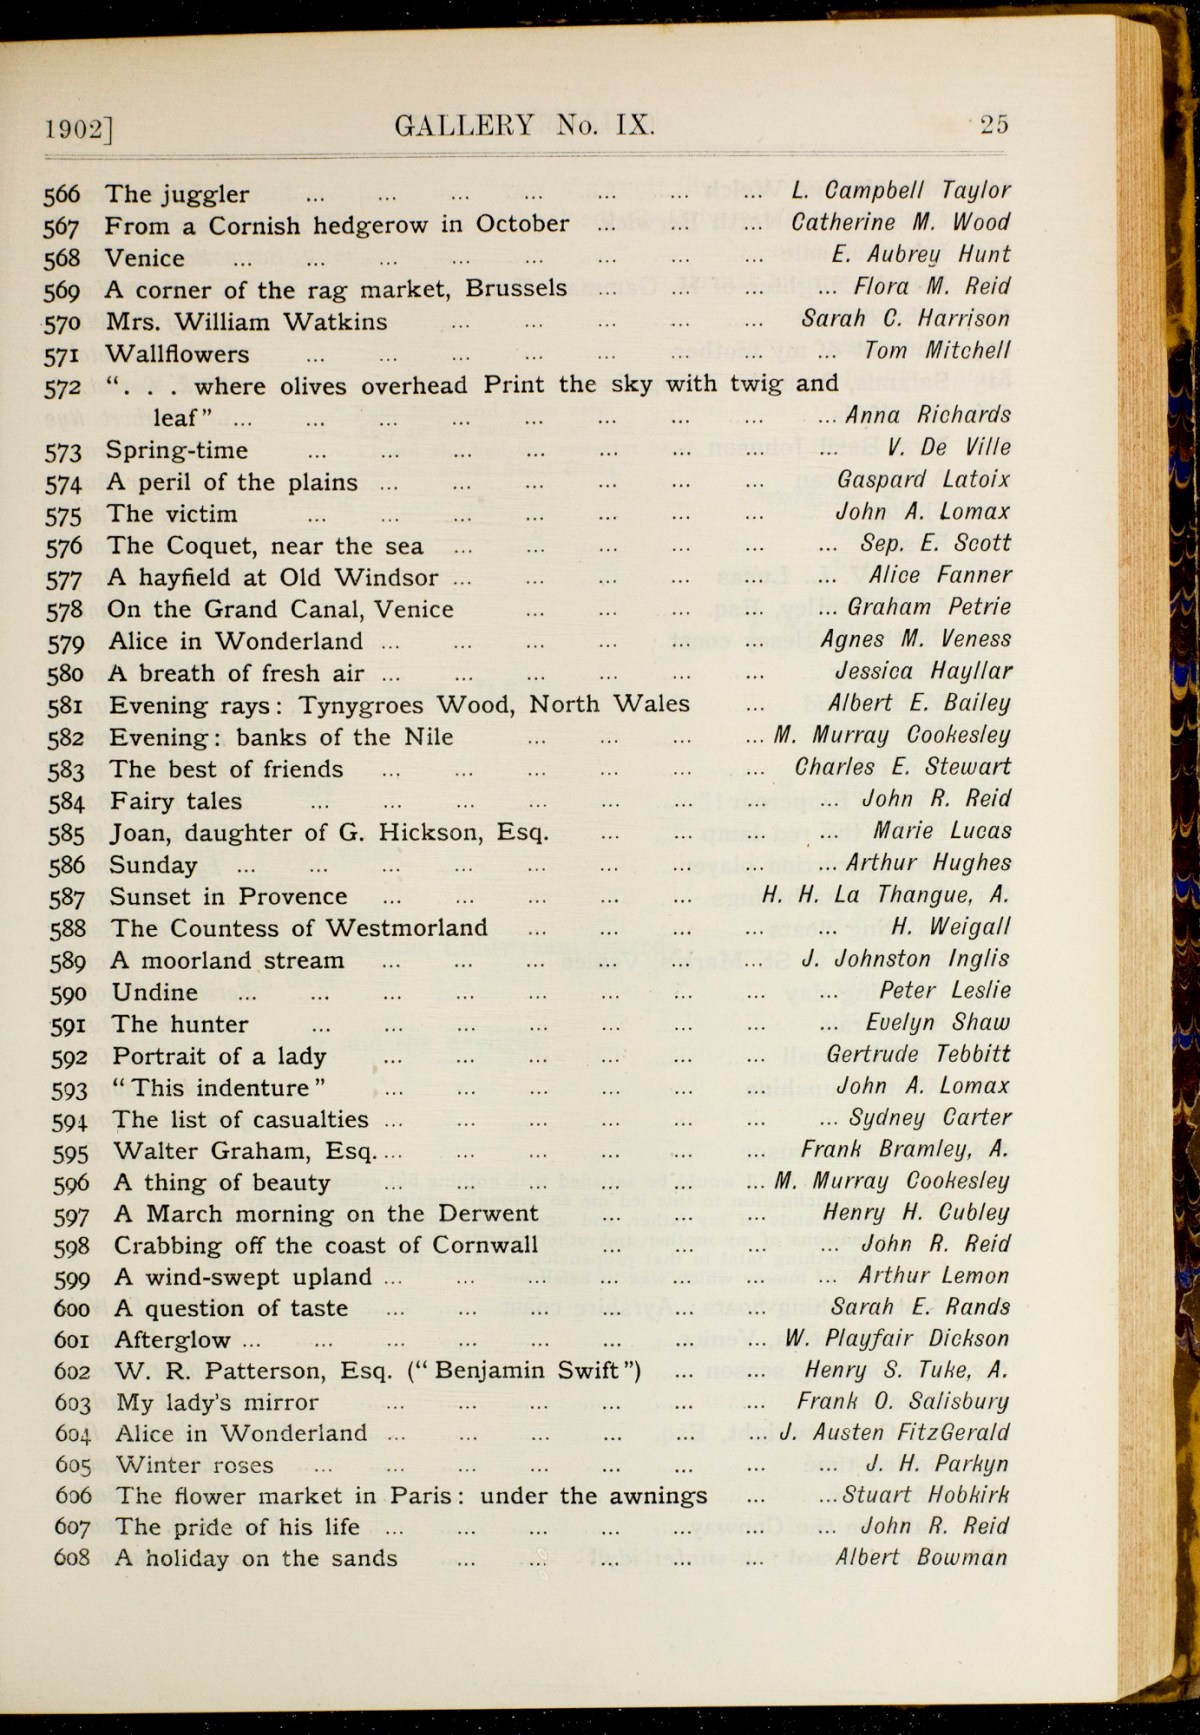 1902] GALLERY No. IX. 25
566 The juggler ... ... ... ... ... ... ... L. Campbell Taylor
567 From a Cornish hedgerow in October ... ... ... Catherine M. Wood
568 Venice ... ... ... ... ... ... ... ... E. Aubrey Hunt
569 A corner of the rag market, Brussels ... ... ... ... Flora M. Reid
570 Mrs. William Watkins ... ... ... ... ... Sarah C. Harrison
571 Wallflowers ... ... ... ... ... ... ... ... Tom Mitchell
572 ". . . where olives overhead Print the sky with twig and
leaf" ... ... ... ... ... ... ... ... ... Anna Richards
573 Spring-time ... ... ... ... ... ... ... ... V. De Ville
574 A peril of the plains ... ... ... ... ... ... Gaspard Latoix
575 The victim ... ... ... ... ... ... ... John A. Lomax
576 The Coquet, near the sea ... ... ... ... ... ... Sep. E. Scott
577 A hayfield at Old Windsor ... ... ... ... ... ... Alice Fanner
578 On the Grand Canal, Venice ... ... ... ... ... Graham Petrie
579 Alice in Wonderland ... ... ... ... ... ... Agnes M. Veness
580 A breath of fresh air ... ... ... ... ... ... Jessica Hayllar
581 Evening rays: Tynygroes Wood, North Wales ... Albert E. Bailey
582 Evening: banks of the Nile ... ... ... ... M. Murray Cookesley
583 The best of friends ... ... ... ... ... ... Charles E. Stewart
584 Fairy tales ... ... ... ... ... ... ... ... John R. Reid
585 Joan, daughter of G. Hickson, Esq. ... ... ... ... Marie Lucas
586 Sunday ... ... ... ... ... ... ... ... ... Arthur Hughes
587 Sunset in Provence ... ... ... ... ... H. H. La Thangue, A.
588 The Countess of Westmorland ... ... ... ... ... H. Weigall
589 A moorland stream ... ... ... ... ... ... J. Johnston Inglis
590 Undine ... ... ... ... ... ... ... ... ... Peter Leslie
591 The hunter ... ... ... ... ... ... ... ... Evelyn Shaw
592 Portrait of a lady ... ... ... ... ... ... Gertrude Tebbitt
593 "This indenture" ... ... ... ... ... ... John A. Lomax
594 The list of casualties ... ... ... ... ... ... ... Sydney Carter
595 Walter Graham, Esq. ... ... ... ... ... ... Frank Bramley, A.
596 A thing of beauty ... ... ... ... ... ... M. Murray Cookesley
597 A March morning on the Derwent ... ... ... Henry H. Cubley
598 Crabbing off the coast of Cornwall ... ... ... ... John R. Reid
599 A wind-swept upland ... ... ... ... ... ... ... Arthur Lemon
600 A question of taste ... ... ... ... ... ... Sarah E. Rands
601 Afterglow ... ... ... ... ... ... ... ... W. Playfair Dickson
602 W. R. Patterson, Esq. ("Benjamin Swift") ... ... Henry S. Tuke, A.
603 My lady's mirror ... ... ... ... ... ... Frank O. Salisbury
604 Alice in Wonderland ... ... ... ... ... ... J. Austen FitzGerald
605 Winter roses ... ... ... ... ... ... ... ... J. H. Parkyn
606 The flower market in Paris: under the awnings ... ... Stuart Hobkirk
607 The pride of his life ... ... ... ... ... ... ... John R. Reid
608 A holiday on the sands ... ... ... ... ... Albert Bowman